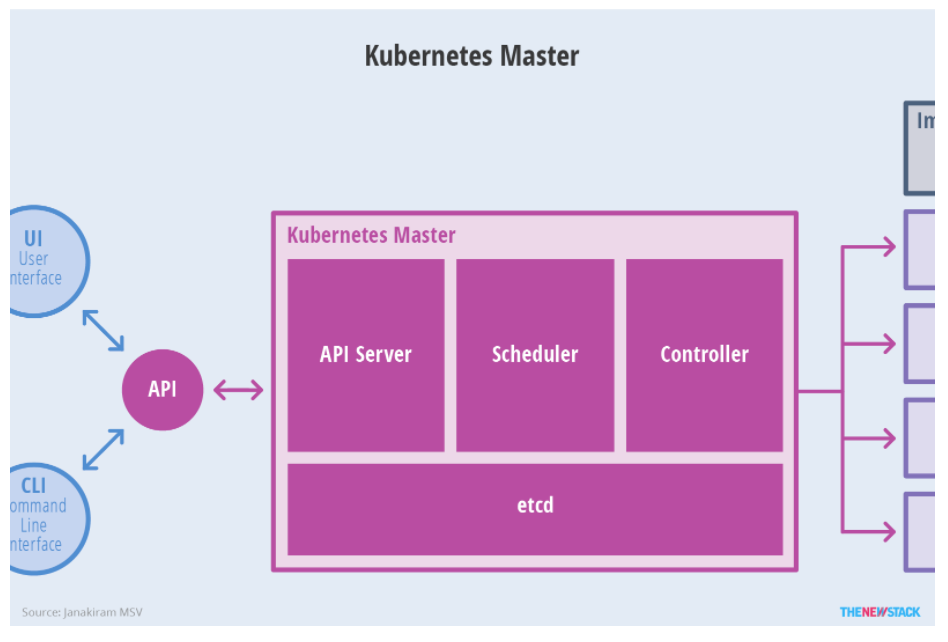 Kubernetes Master
Im
UI
User
nterface
Kubernetes Master
API Server
Scheduler
Controller
API
etcd
CLI
ommand
Line
nterface
Source: Janakiram MSV
THENEWSTACK